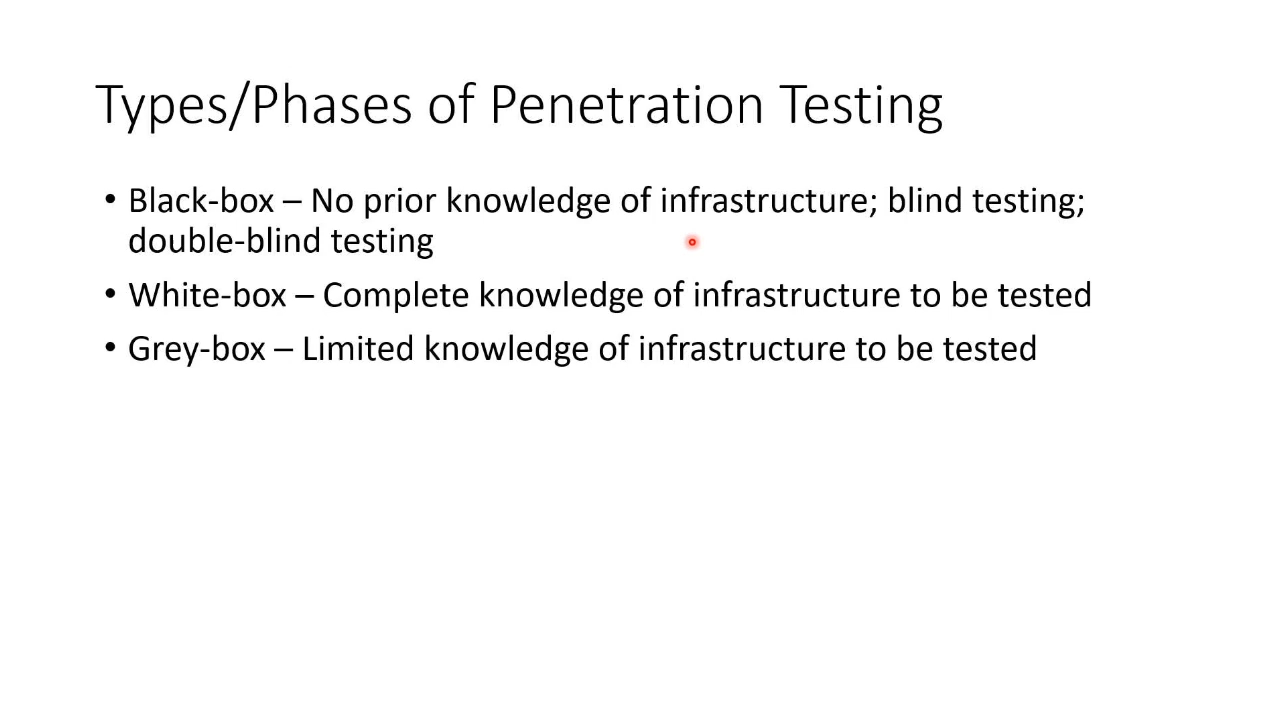 Types/Phases of Penetration Testing
• Black-box – No prior knowledge of infrastructure; blind testing;
double-blind testing
• White-box – Complete knowledge of infrastructure to be tested
• Grey-box – Limited knowledge of infrastructure to be tested